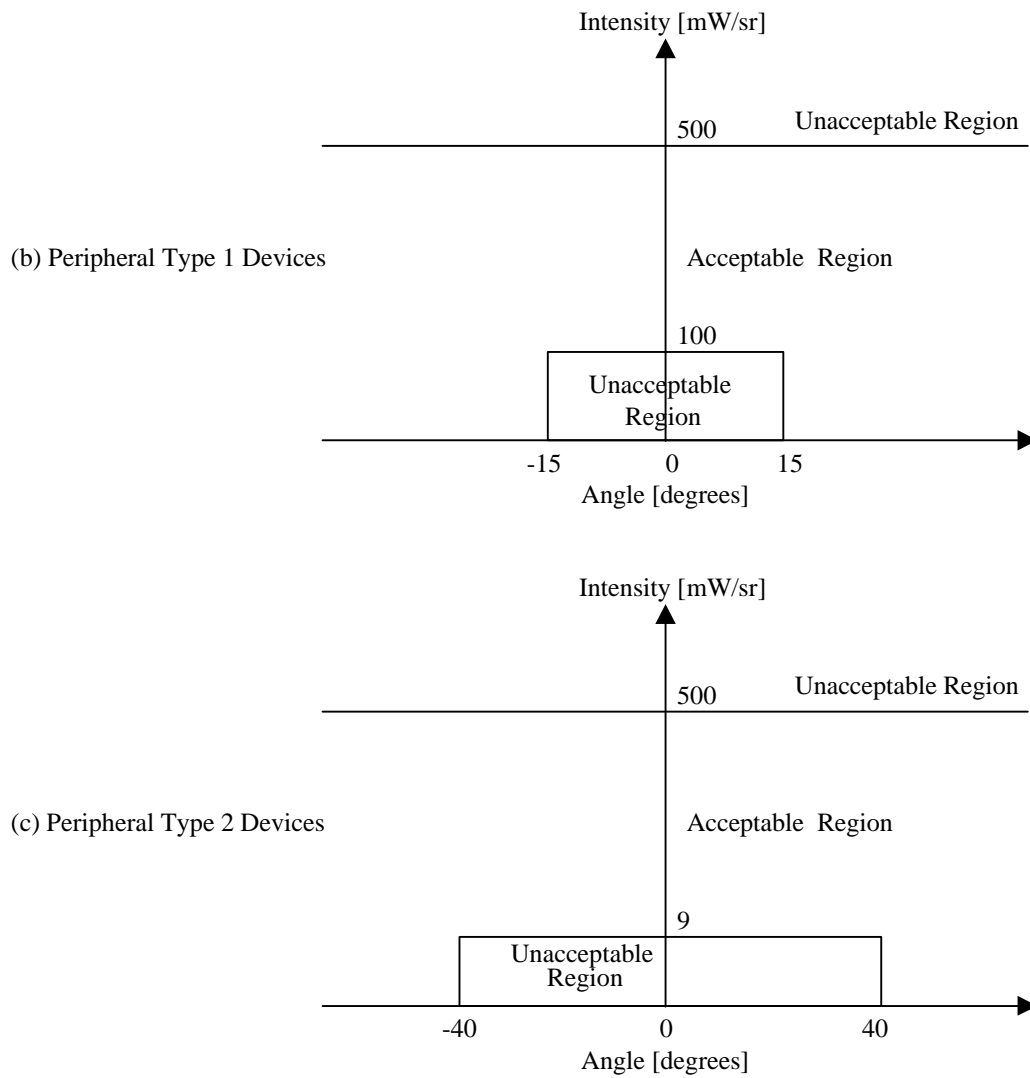 Intensity [mW/sr]
Unacceptable Region
500
(b) Peripheral Type 1 Devices
Acceptable Region
100
Unacceptable
Region
-15 0 15
Angle [degrees]
Intensity [mW/sr]
Unacceptable Region
500
(c) Peripheral Type 2 Devices
Acceptable Region
9
Unacceptable
Region
-40 0 40
Angle [degrees]